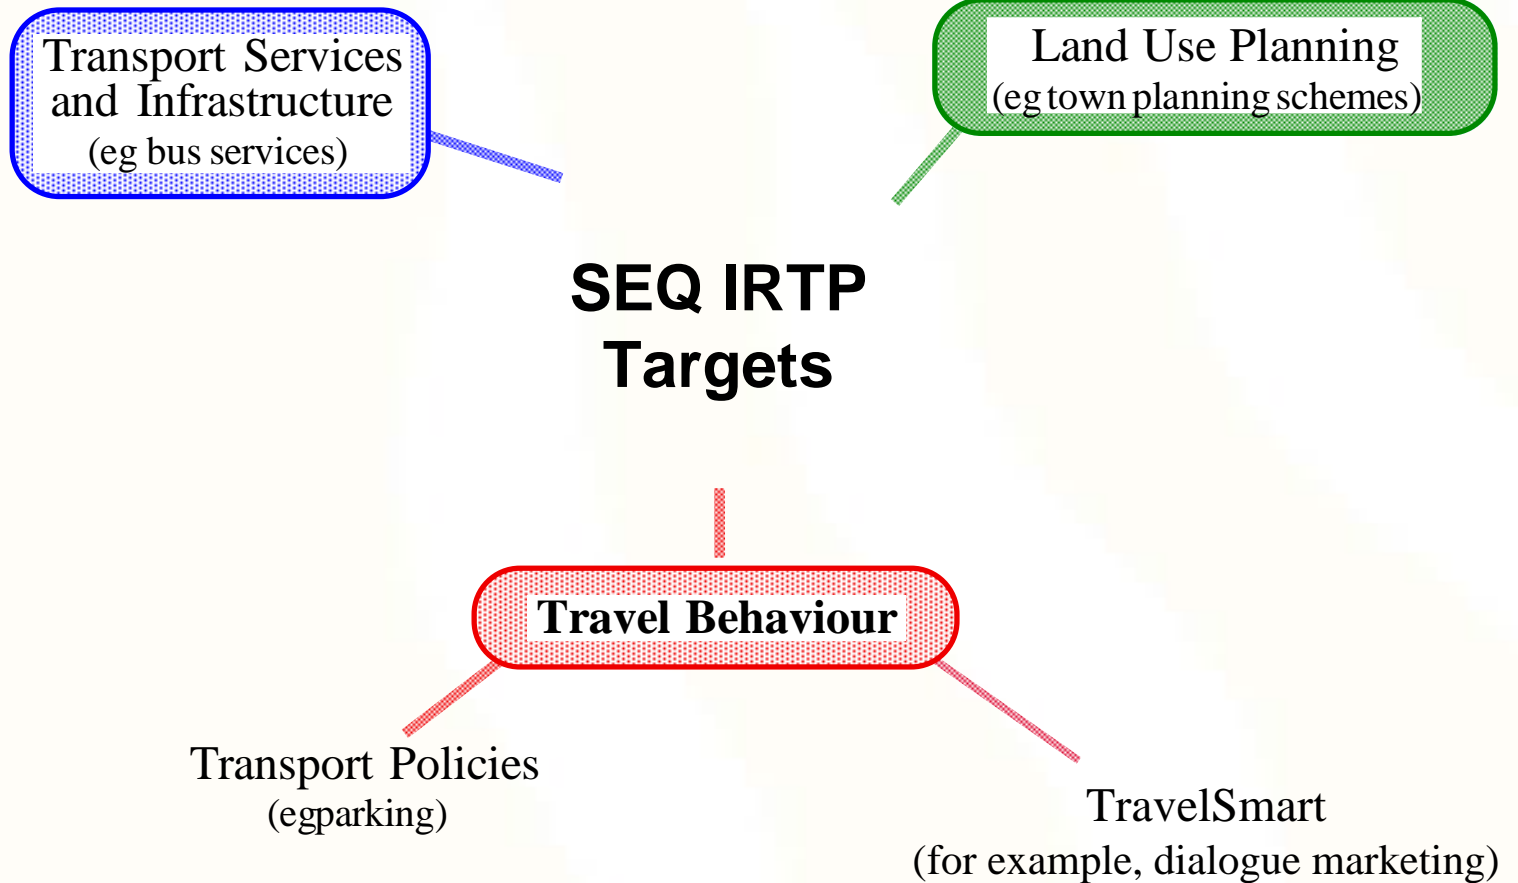 Transport Services
and Infrastructure
(eg bus services)
Land Use Planning
(eg town planning schemes)
SEQ IRTP
Targets
Travel Behaviour
Transport Policies
(egparking)
TravelSmart
(for example, dialogue marketing)